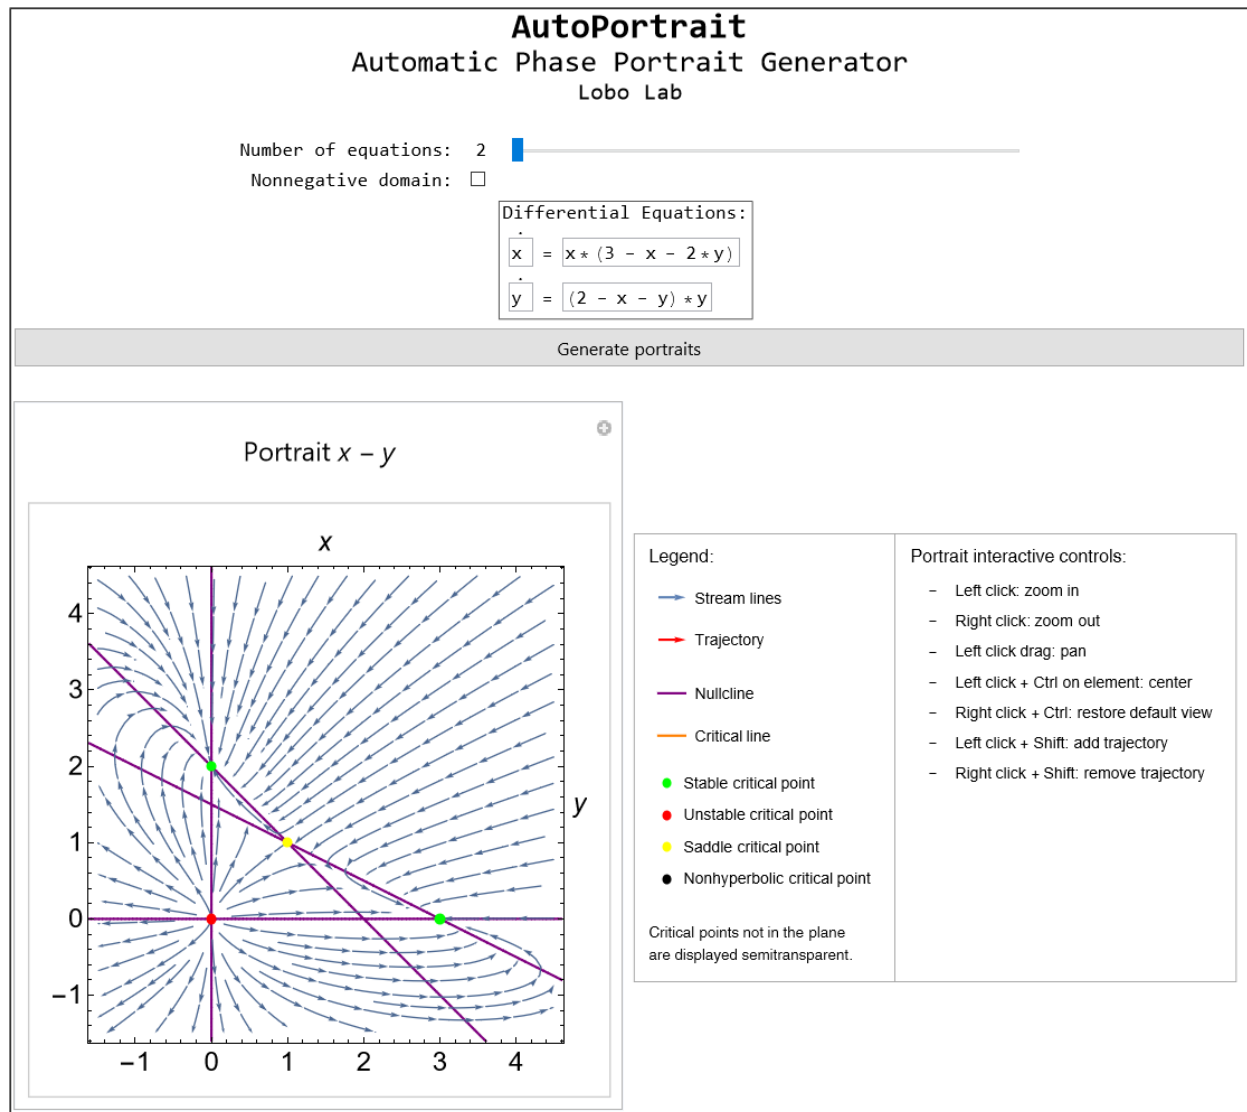 AutoPortrait
Automatic Phase Portrait Generator
Lobo Lab
Number of equations: 2
Nonnegative domain:
Differential Equations:
ẋ = x*(3 - x - 2*y)
ẏ = (2 - x - y)*y
Generate portraits
Portrait x – y
x
4
3
2
1
0
−1
y
−1 0 1 2 3 4
Legend:
Stream lines
Trajectory
Nullcline
Critical line
Stable critical point
Unstable critical point
Saddle critical point
Nonhyperbolic critical point
Critical points not in the plane
are displayed semitransparent.
Portrait interactive controls:
– Left click: zoom in
– Right click: zoom out
– Left click drag: pan
– Left click + Ctrl on element: center
– Right click + Ctrl: restore default view
– Left click + Shift: add trajectory
– Right click + Shift: remove trajectory